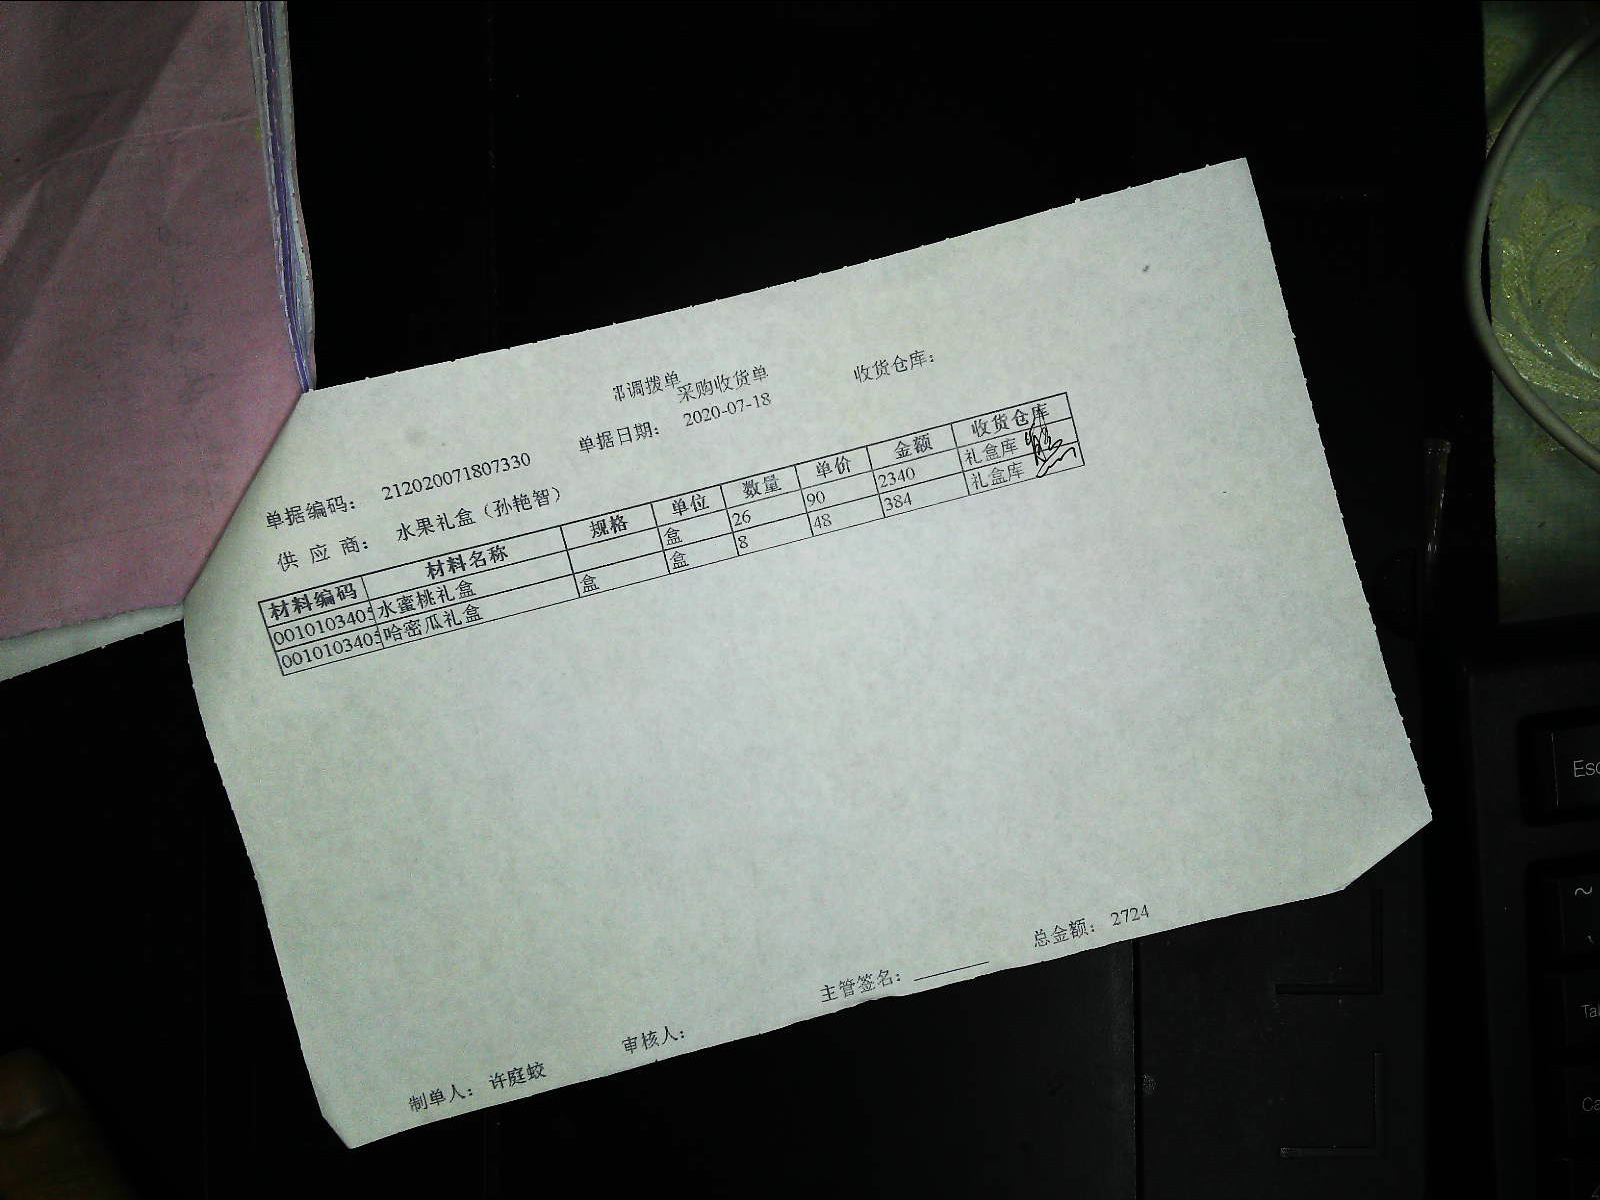 调拨单
采购收货单 收货仓库:
单据编码: 212020071807330 单据日期: 2020-07-18
供 应 商: 水果礼盒（孙艳智）
材料编码 材料名称 规格 单位 数量 单价 金额 收货仓库
0010103405 水蜜桃礼盒 盒 26 90 2340 礼盒库
0010103405 哈密瓜礼盒 盒 盒 8 48 384 礼盒库
总金额: 2724
主管签名:
审核人:
制单人: 许庭蛟
Esc
~